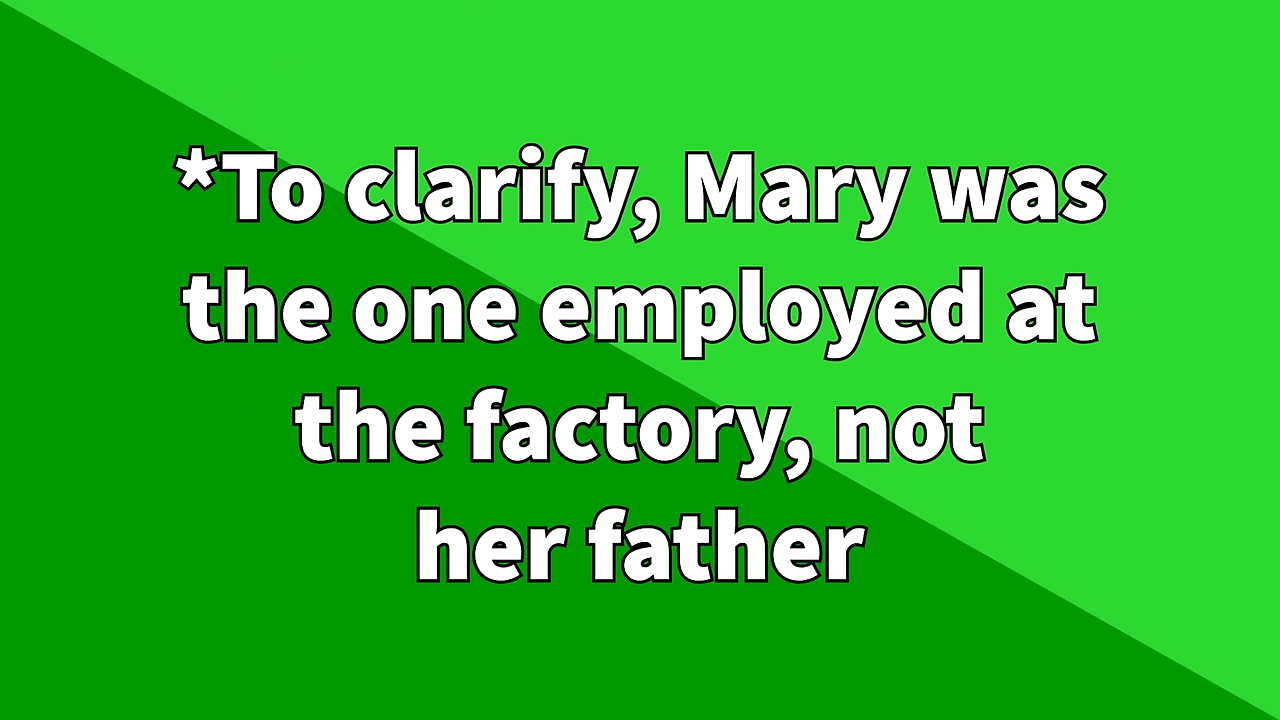 *To clarify, Mary was
the one employed at
the factory, not
her father